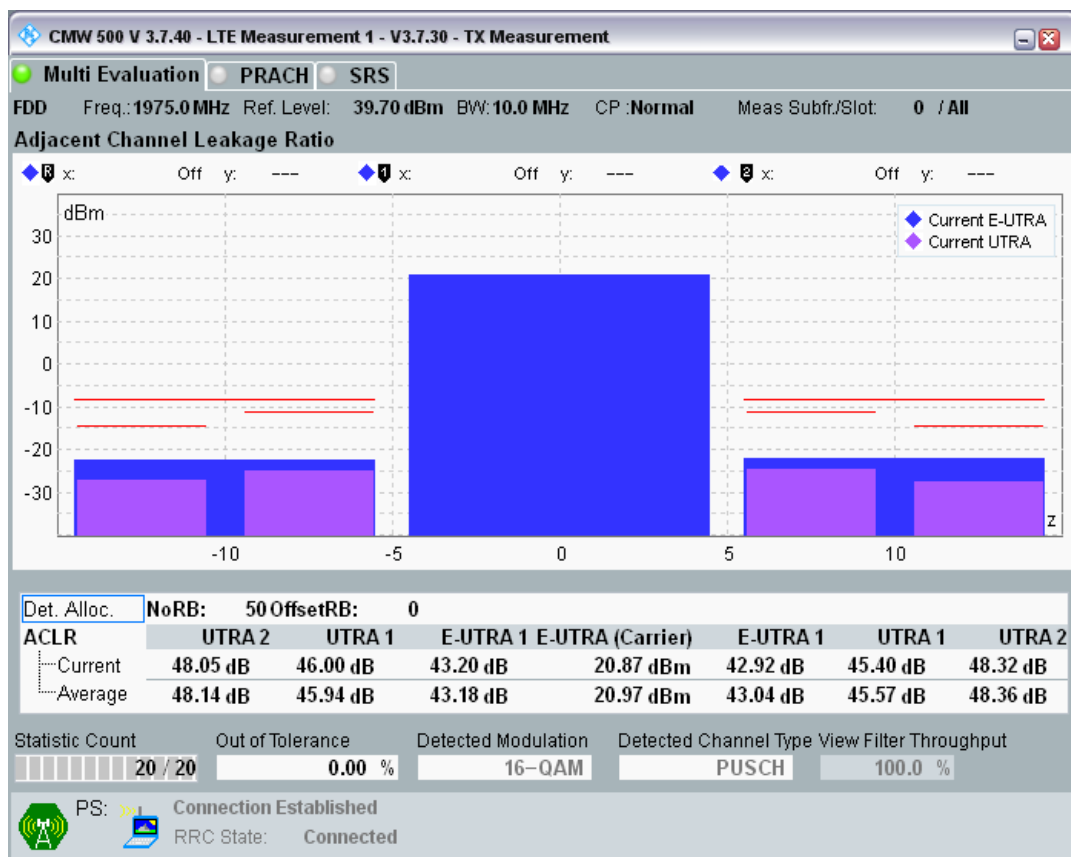 CMW 500 V 3.7.40 - LTE Measurement 1 - V3.7.30 - TX Measurement
Multi Evaluation PRACH SRS
FDD Freq.: 1975.0 MHz Ref. Level: 39.70 dBm BW: 10.0 MHz CP :Normal Meas Subfr./Slot: 0 / All
Adjacent Channel Leakage Ratio
R x: Off y: --- 1 x: Off y: --- 2 x: Off y: ---
dBm
Current E-UTRA
Current UTRA
30
20
10
0
-10
-20
-30
z
-10 -5 0 5 10
Det. Alloc. NoRB: 50 OffsetRB: 0
ACLR UTRA 2 UTRA 1 E-UTRA 1 E-UTRA (Carrier) E-UTRA 1 UTRA 1 UTRA 2
Current 48.05 dB 46.00 dB 43.20 dB 20.87 dBm 42.92 dB 45.40 dB 48.32 dB
Average 48.14 dB 45.94 dB 43.18 dB 20.97 dBm 43.04 dB 45.57 dB 48.36 dB
Statistic Count Out of Tolerance Detected Modulation Detected Channel Type View Filter Throughput
20 / 20 0.00 % 16-QAM PUSCH 100.0 %
PS: Connection Established
RRC State: Connected